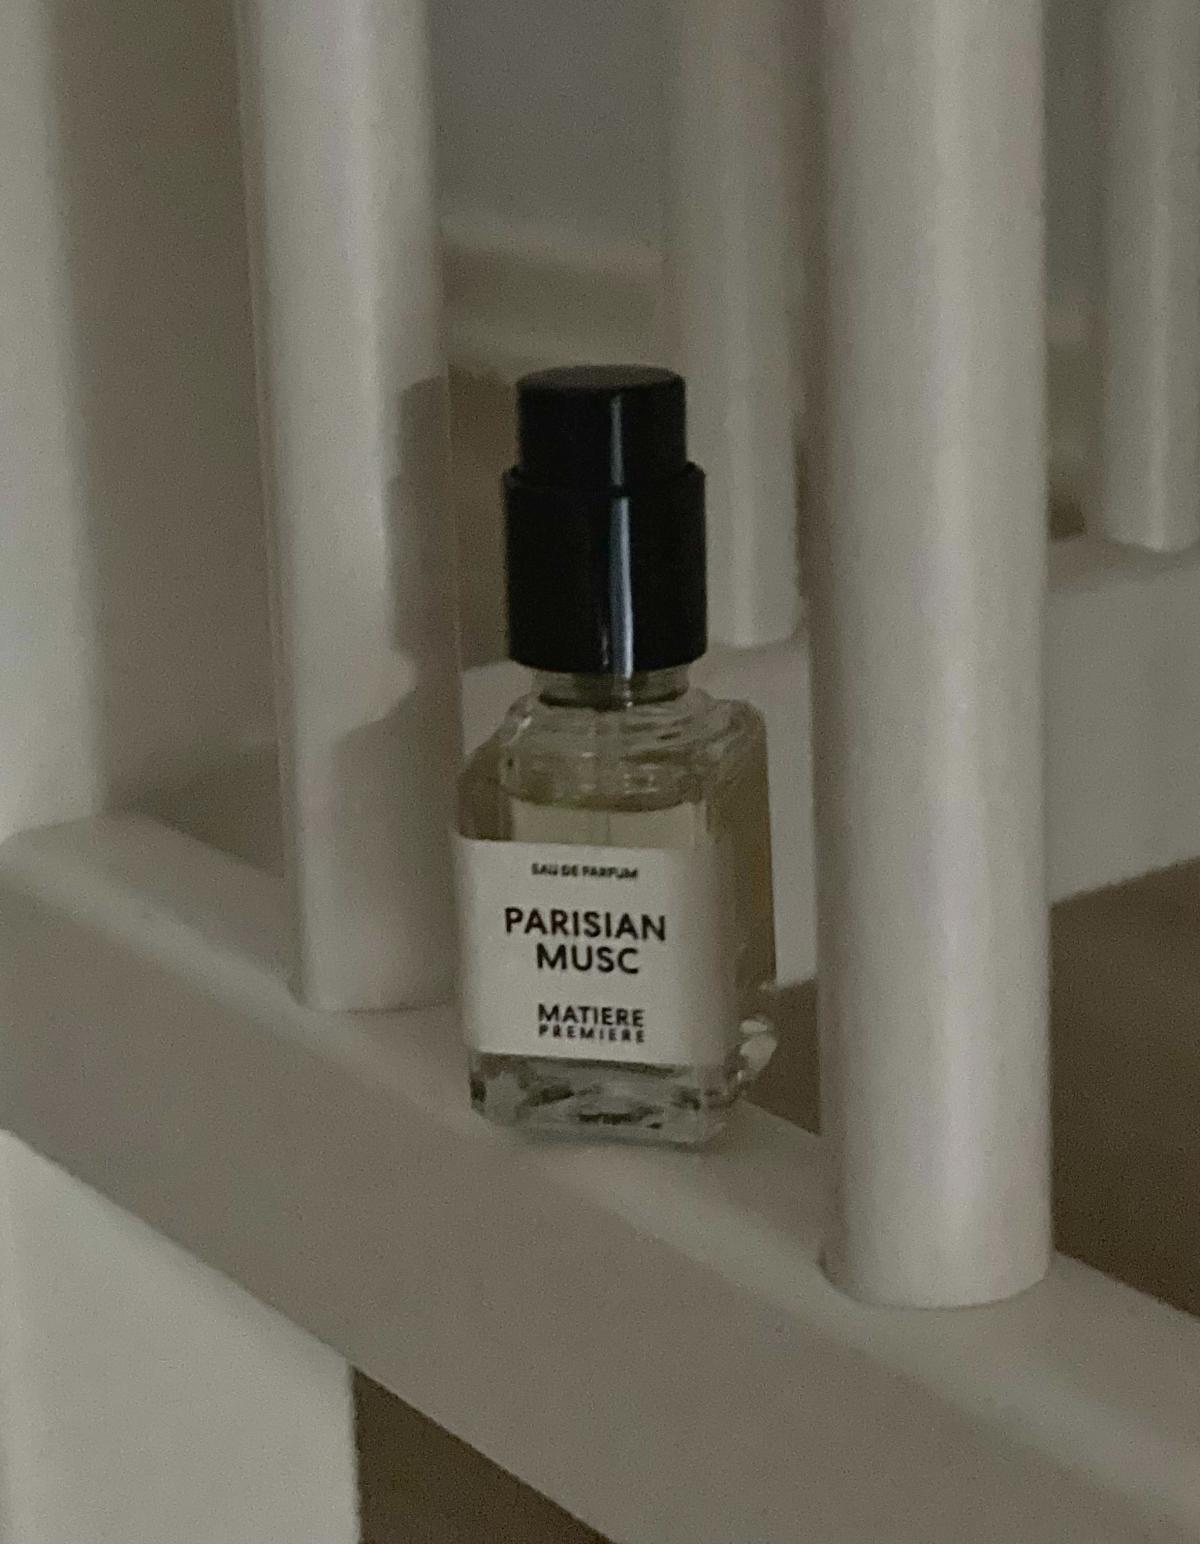 EAU DE PARFUM
PARISIAN
MUSC
MATIERE
PREMIERE